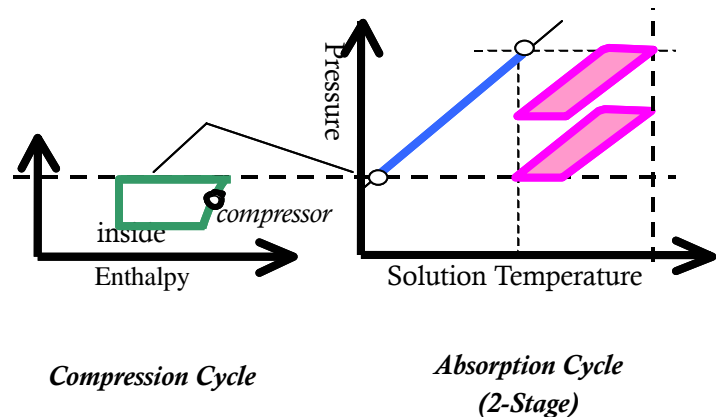 Pressure
compressor
inside
Enthalpy
Solution Temperature
Compression Cycle
Absorption Cycle
(2-Stage)